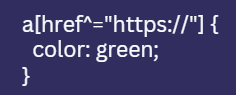 a[href^="https://"] {
  color: green;
}